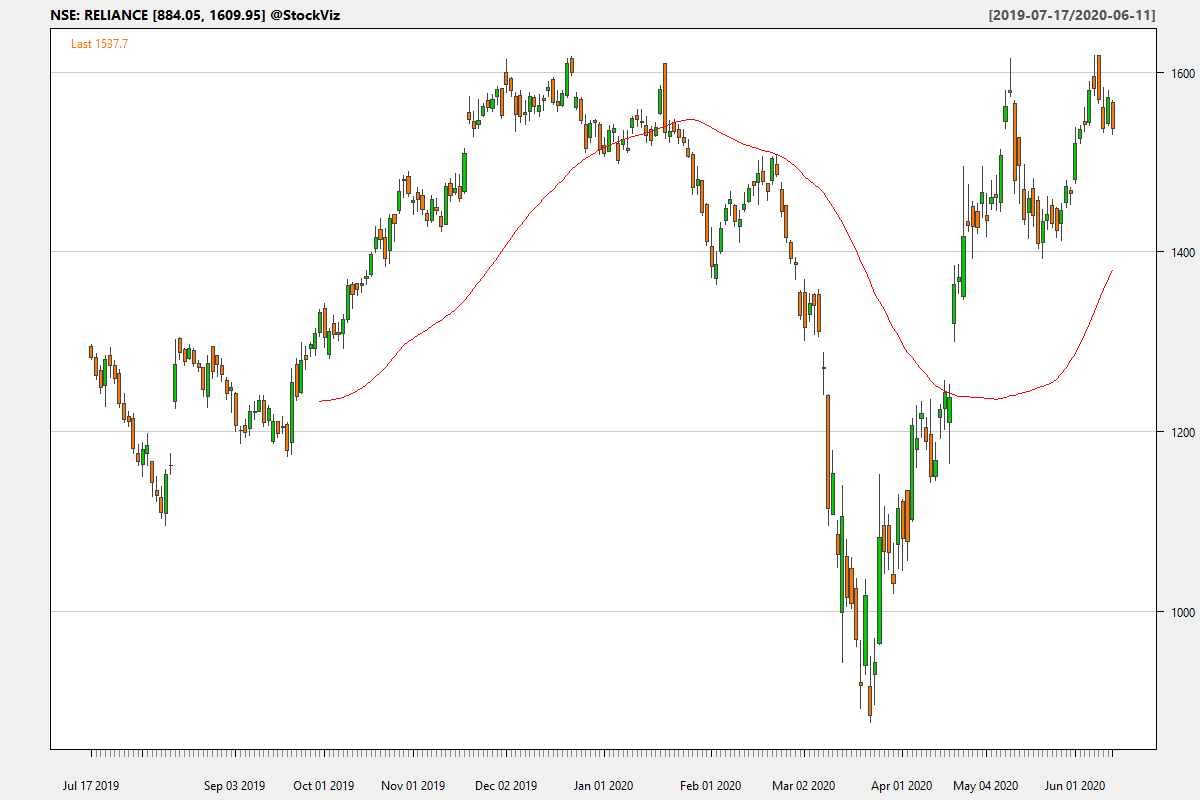 NSE: RELIANCE [884.05, 1609.95] @StockViz [2019-07-17/2020-06-11]
Last 1537.7
1600
1400
1200
1000
Jul 17 2019 Sep 03 2019 Oct 01 2019 Nov 01 2019 Dec 02 2019 Jan 01 2020 Feb 01 2020 Mar 02 2020 Apr 01 2020 May 04 2020 Jun 01 2020